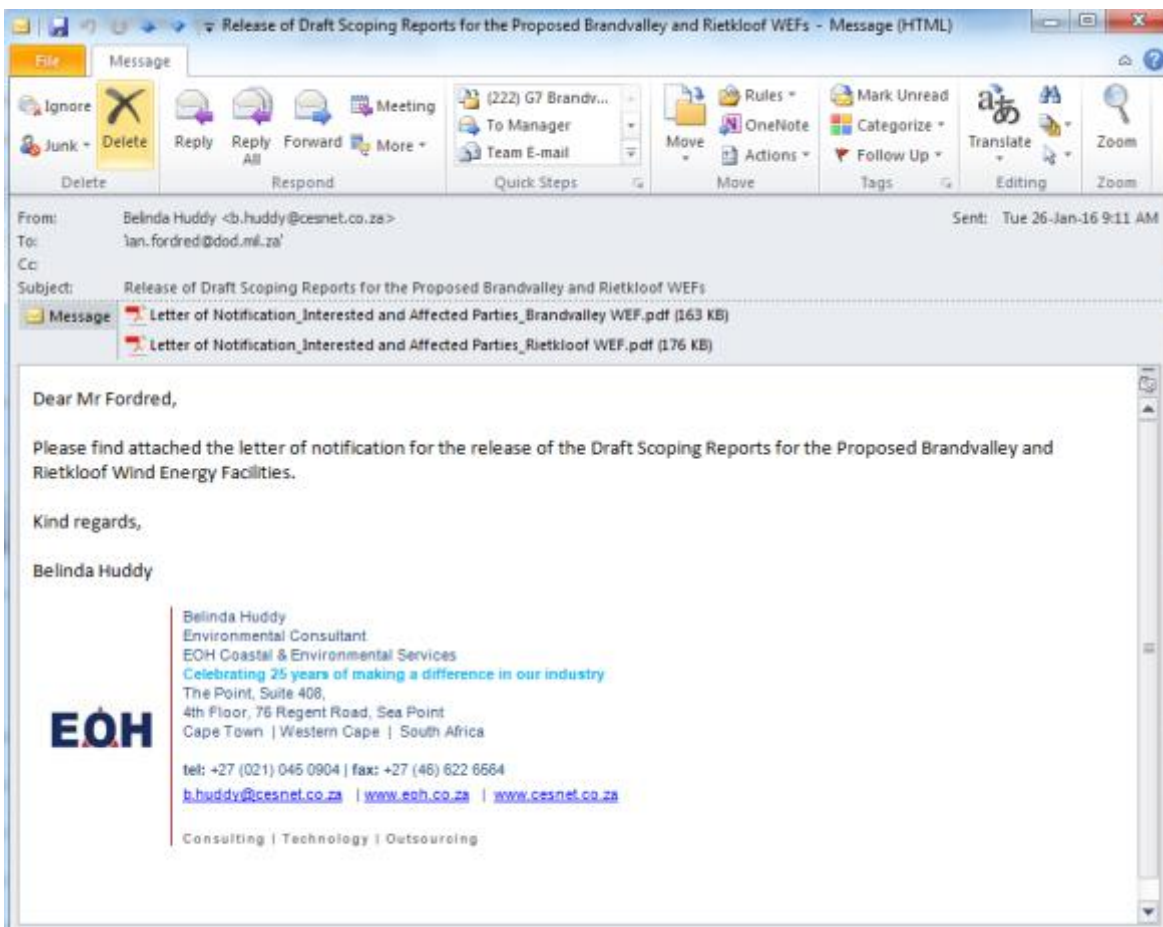 Release of Draft Scoping Reports for the Proposed Brandvalley and Rietkloof WEFs - Message (HTML)
File Message
Ignore
Junk
Delete
Reply
Reply All
Forward
Meeting
More
(222) G7 Brandv...
To Manager
Team E-mail
Move
Rules
OneNote
Actions
Mark Unread
Categorize
Follow Up
Translate
Zoom
Delete Respond Quick Steps Move Tags Editing Zoom
From: Belinda Huddy <b.huddy@cesnet.co.za> Sent: Tue 26-Jan-16 9:11 AM
To: 'ian.fordred@dod.mil.za'
Cc
Subject: Release of Draft Scoping Reports for the Proposed Brandvalley and Rietkloof WEFs
Message Letter of Notification_Interested and Affected Parties_Brandvalley WEF.pdf (163 KB)
Letter of Notification_Interested and Affected Parties_Rietkloof WEF.pdf (176 KB)
Dear Mr Fordred,
Please find attached the letter of notification for the release of the Draft Scoping Reports for the Proposed Brandvalley and
Rietkloof Wind Energy Facilities.
Kind regards,
Belinda Huddy
EOH
Belinda Huddy
Environmental Consultant
EOH Coastal & Environmental Services
Celebrating 25 years of making a difference in our industry
The Point, Suite 408,
4th Floor, 76 Regent Road, Sea Point
Cape Town | Western Cape | South Africa
tel: +27 (021) 045 0904 | fax: +27 (46) 622 6564
b.huddy@cesnet.co.za | www.eoh.co.za | www.cesnet.co.za
Consulting | Technology | Outsourcing